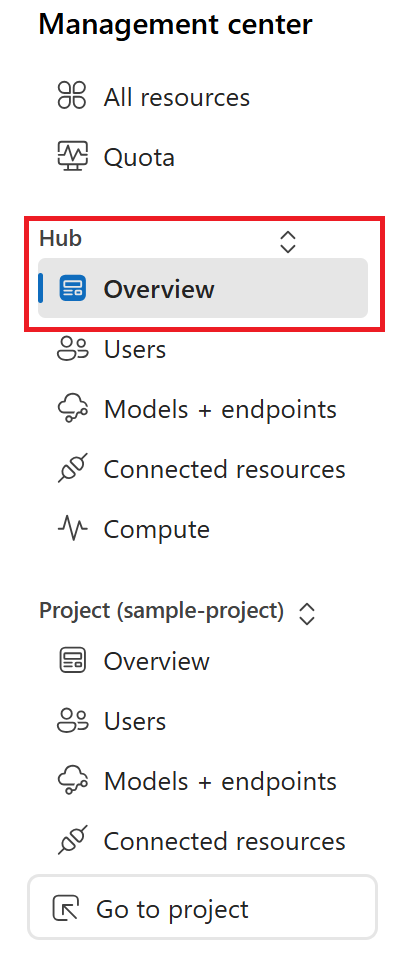 Management center
All resources
Quota
Hub
Overview
Users
Models + endpoints
Connected resources
Compute
Project (sample-project)
Overview
Users
Models + endpoints
Connected resources
Go to project